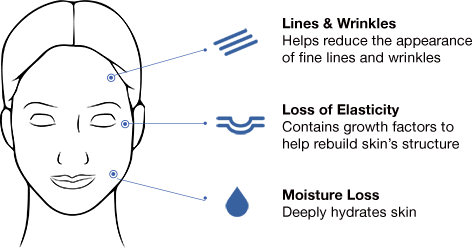 Lines & Wrinkles
Helps reduce the appearance
of fine lines and wrinkles
Loss of Elasticity
Contains growth factors to
help rebuild skin's structure
Moisture Loss
Deeply hydrates skin